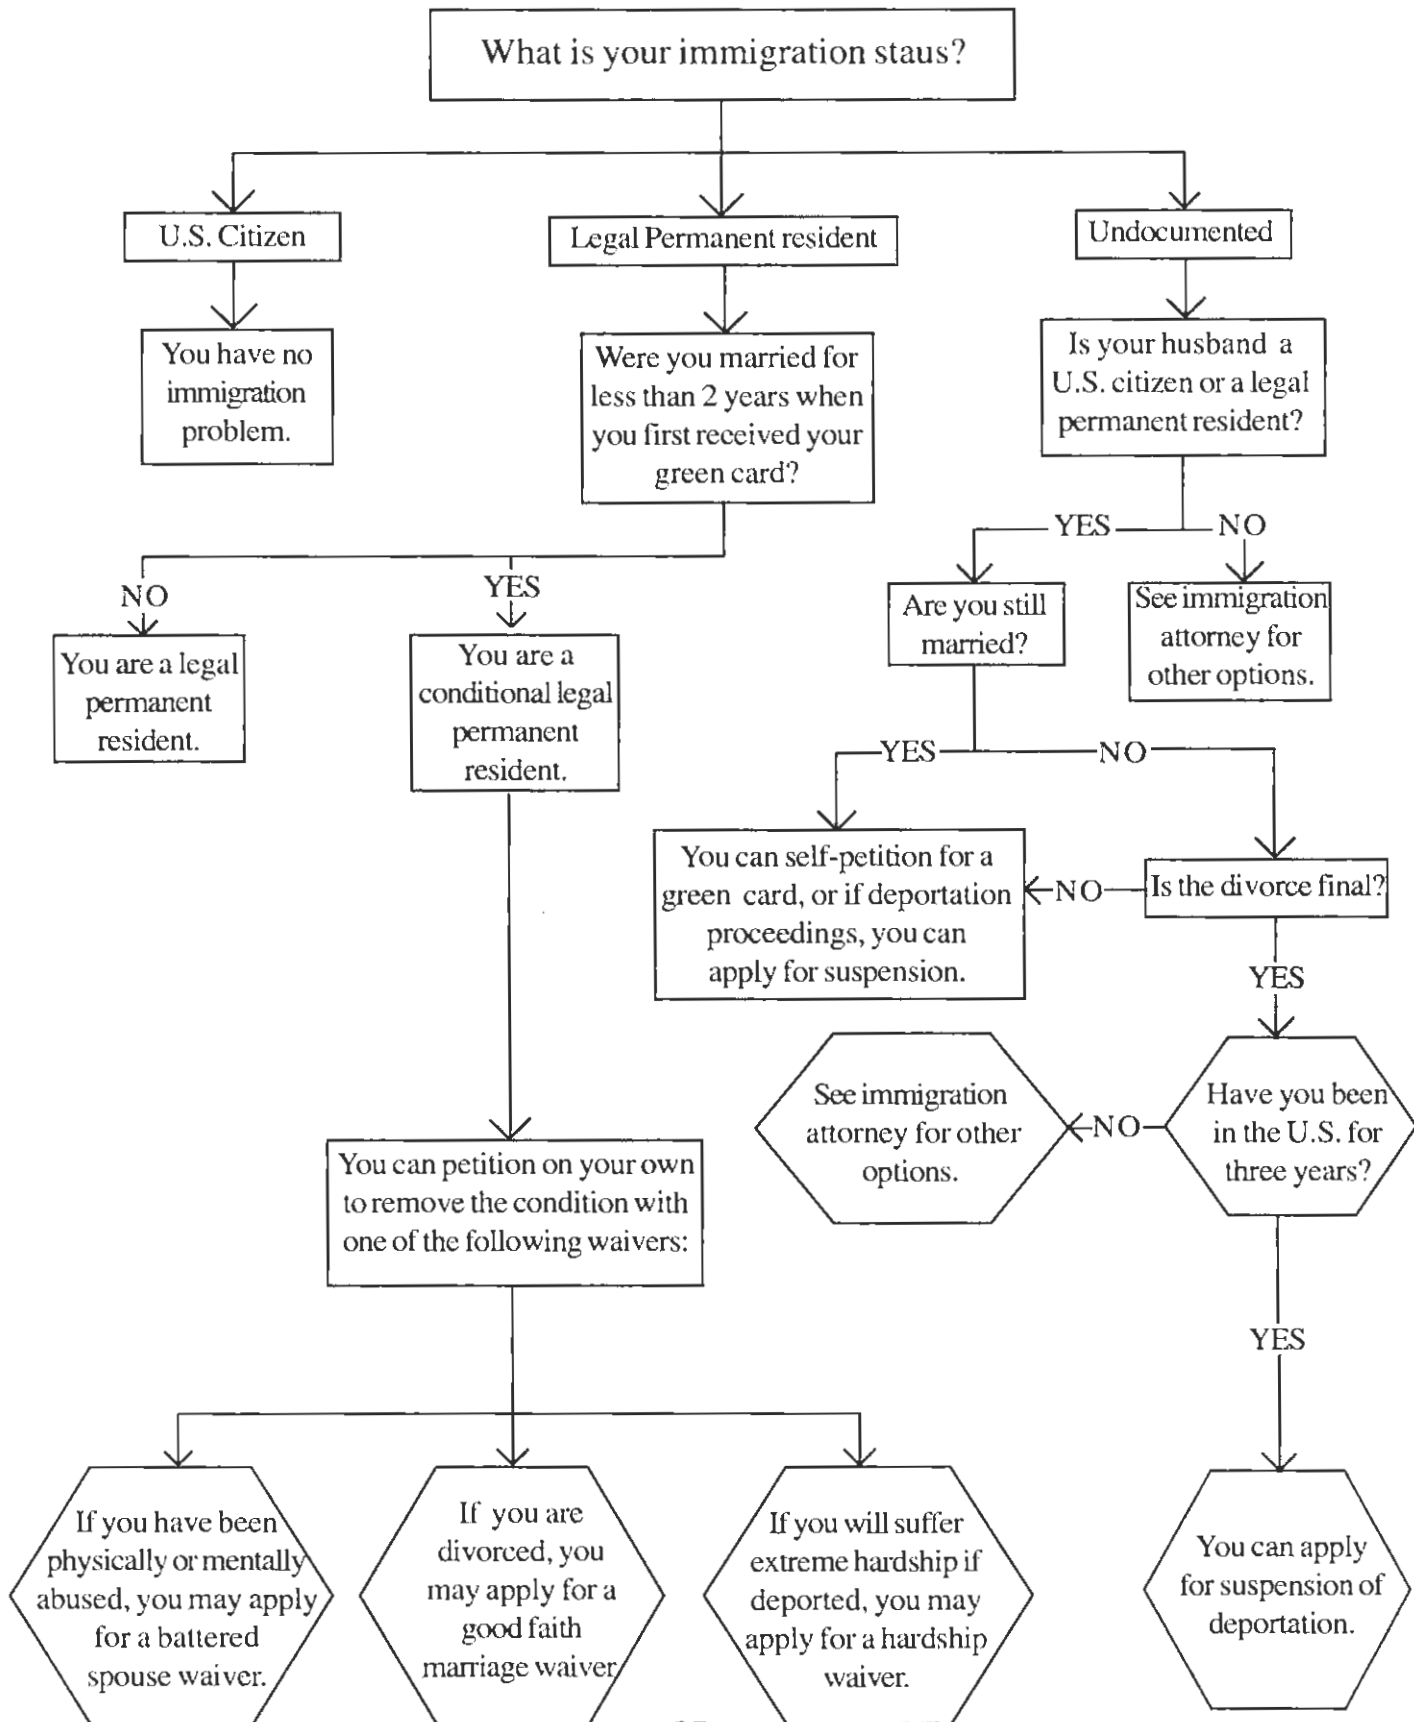 What is your immigration staus?
U.S. Citizen
Legal Permanent resident
Undocumented
You have no
immigration
problem.
Were you married for
less than 2 years when
you first received your
green card?
Is your husband a
U.S. citizen or a legal
permanent resident?
YES
NO
NO
YES
Are you still
married?
See immigration
attorney for
other options.
You are a legal
permanent
resident.
You are a
conditional legal
permanent
resident.
YES
NO
You can self-petition for a
green card, or if deportation
proceedings, you can
apply for suspension.
NO
Is the divorce final?
YES
See immigration
attorney for other
options.
NO
Have you been
in the U.S. for
three years?
You can petition on your own
to remove the condition with
one of the following waivers:
YES
If you have been
physically or mentally
abused, you may apply
for a battered
spouse waiver.
If you are
divorced, you
may apply for a
good faith
marriage waiver
If you will suffer
extreme hardship if
deported, you may
apply for a hardship
waiver.
You can apply
for suspension of
deportation.